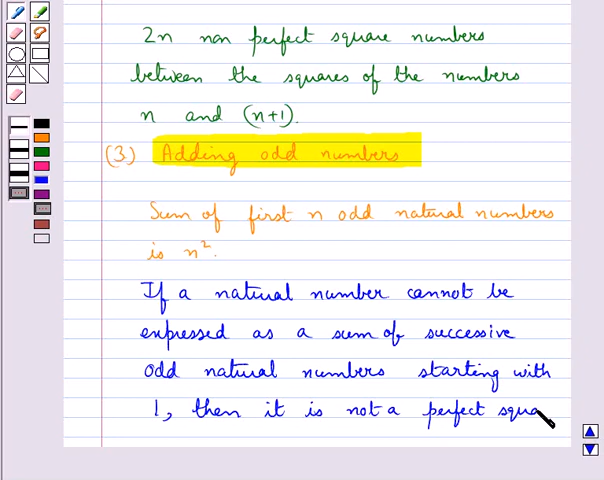 2n non perfect square numbers
between the squares of the numbers
n and (n+1).
(3) Adding odd numbers
Sum of first n odd natural numbers
is n².
If a natural number cannot be
expressed as a sum of successive
odd natural numbers starting with
1, then it is not a perfect squa